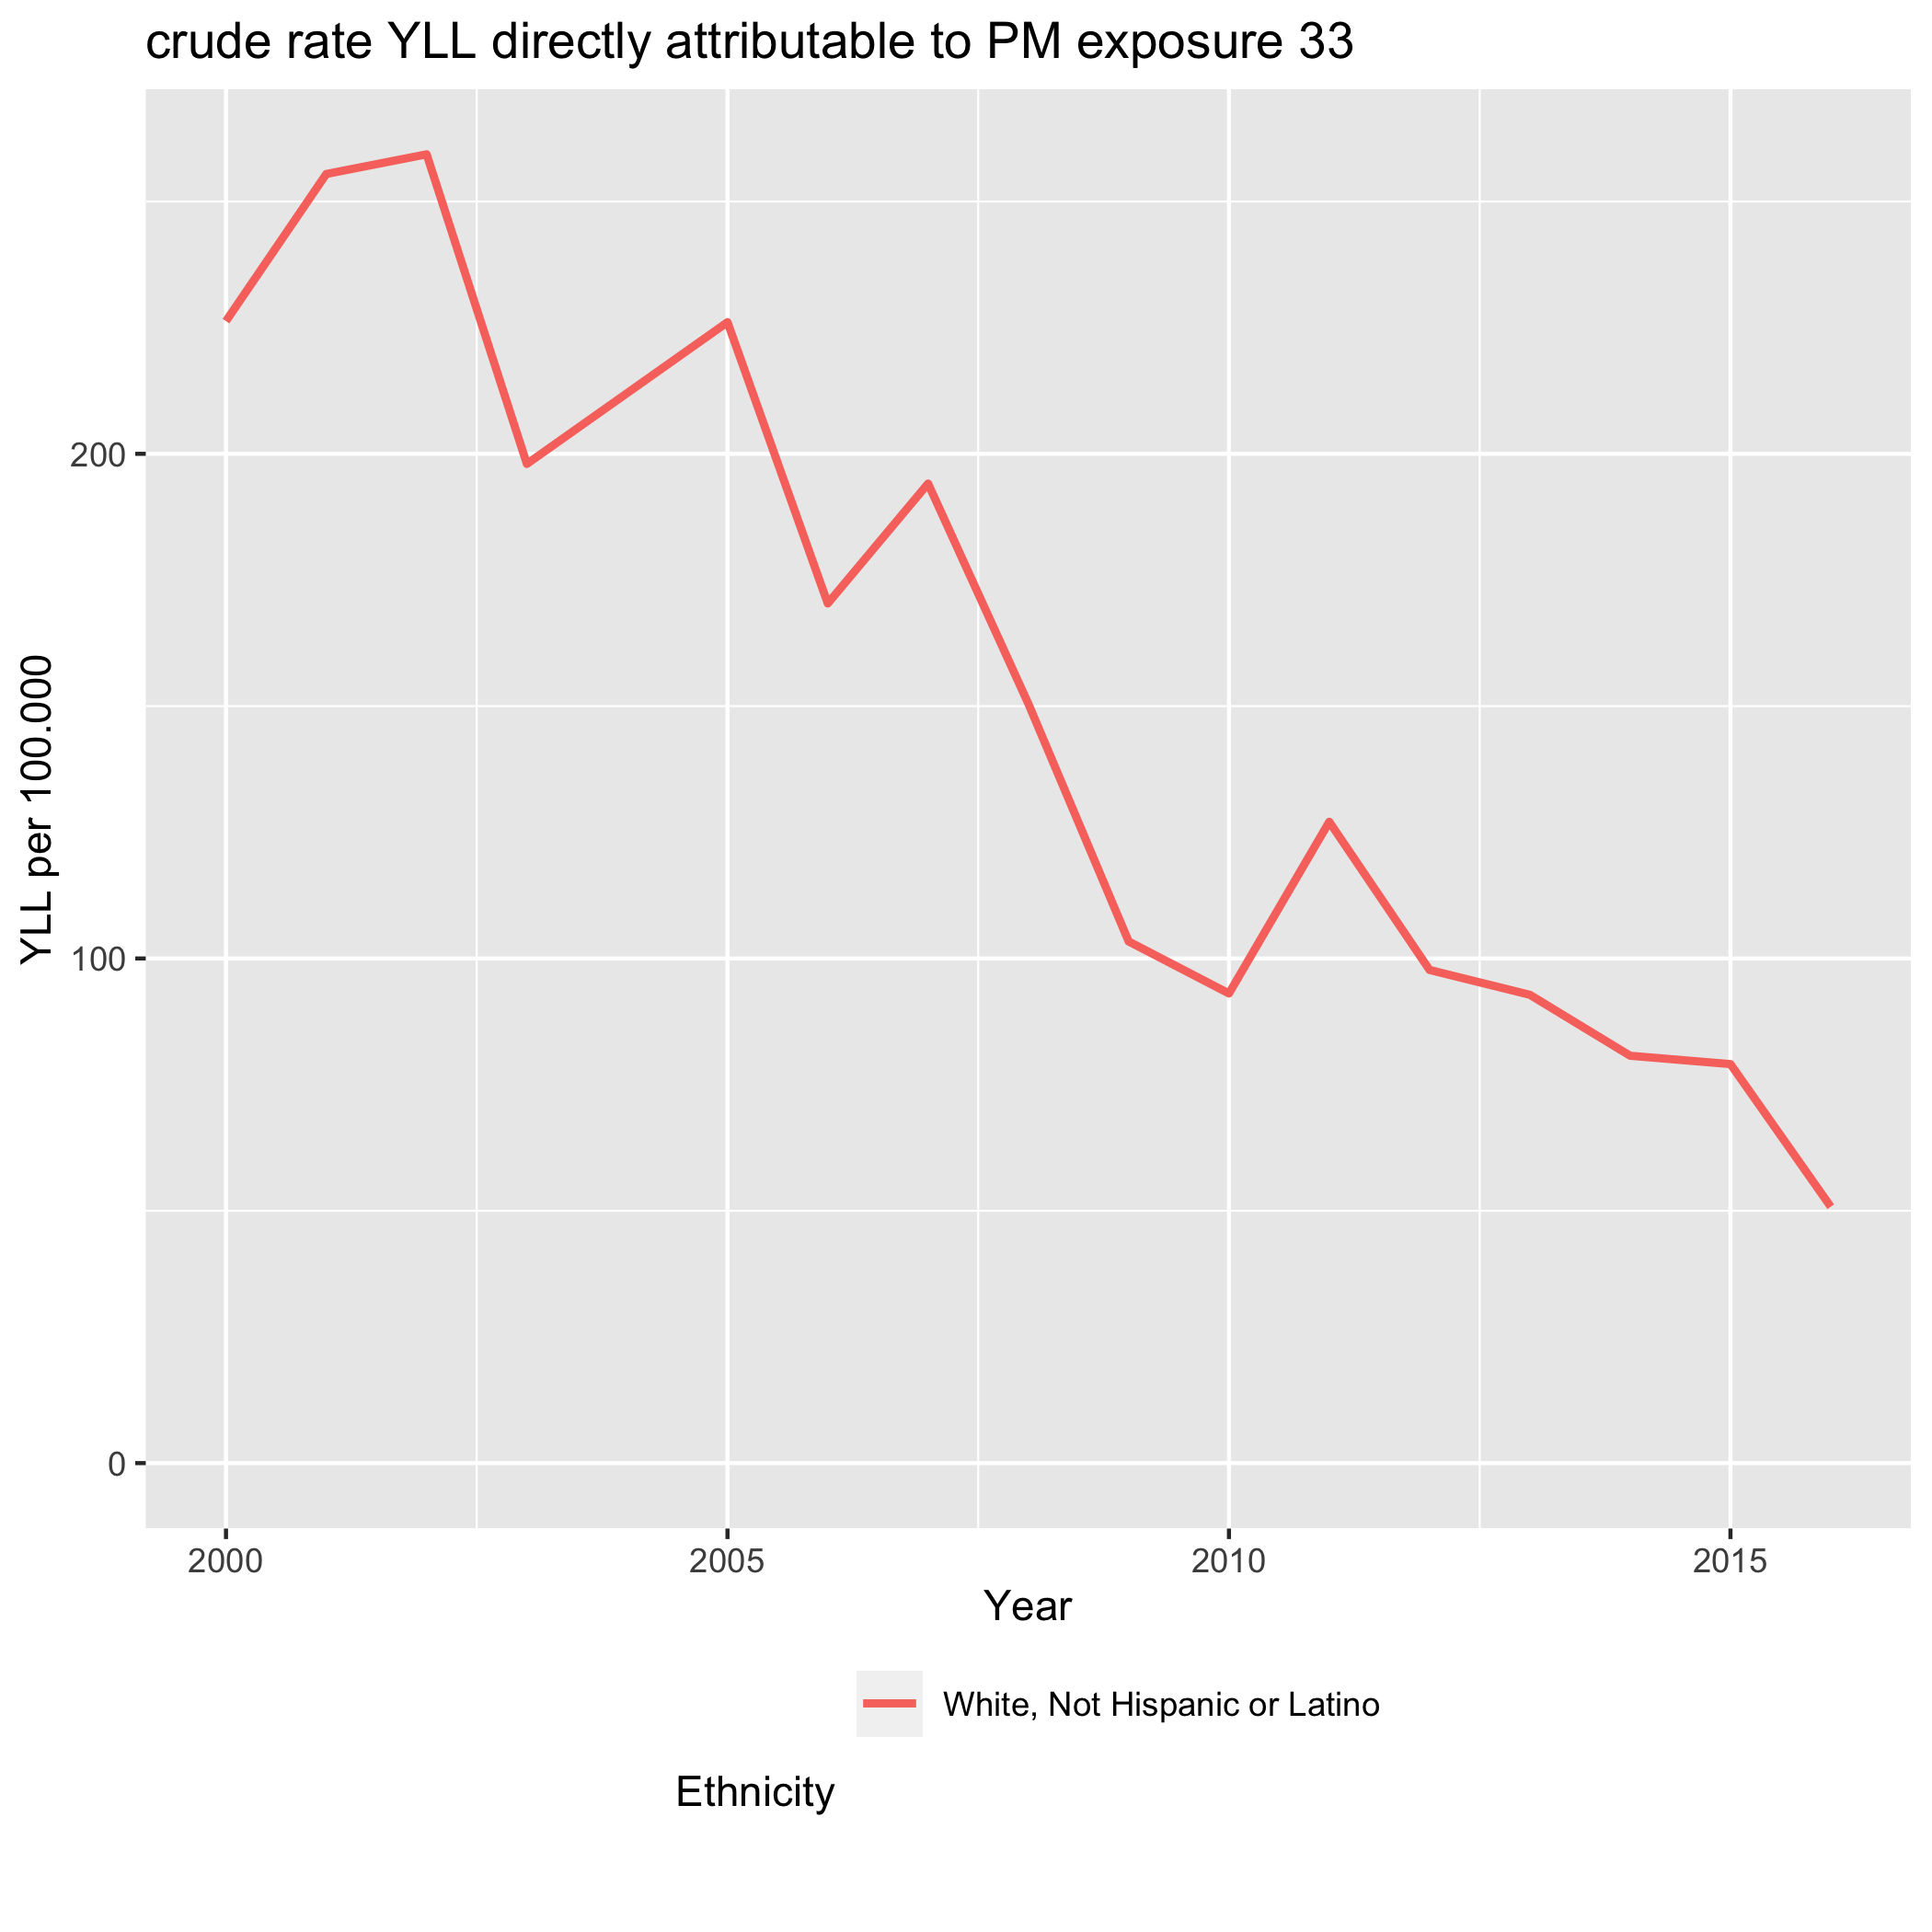 crude rate YLL directly attributable to PM exposure 33
YLL per 100.000
200
100
0
2000 2005 2010 2015
Year
White, Not Hispanic or Latino
Ethnicity